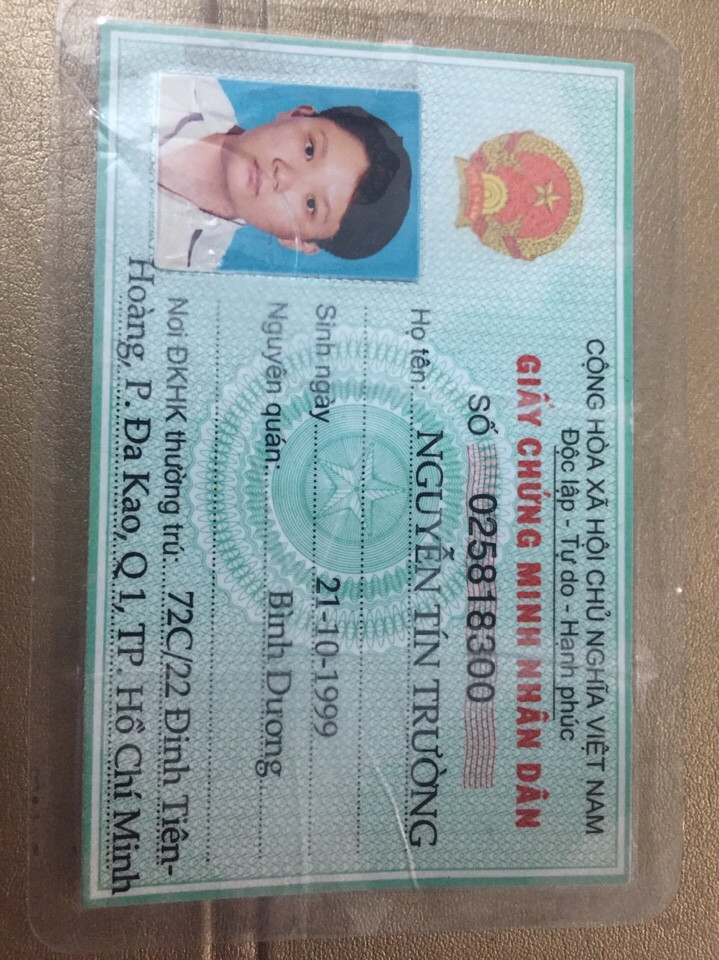 CỘNG HÒA XÃ HỘI CHỦ NGHĨA VIỆT NAM
Độc lập - Tự do - Hạnh phúc
GIẤY CHỨNG MINH NHÂN DÂN
SỐ 025818300
Họ tên: NGUYỄN TÍN TRƯỜNG
Sinh ngày 21-10-1999
Nguyên quán: Bình Dương
Nơi ĐKHK thường trú: 72C/22 Đinh Tiên-
Hoàng, P. Đa Kao, Q 1, TP. Hồ Chí Minh